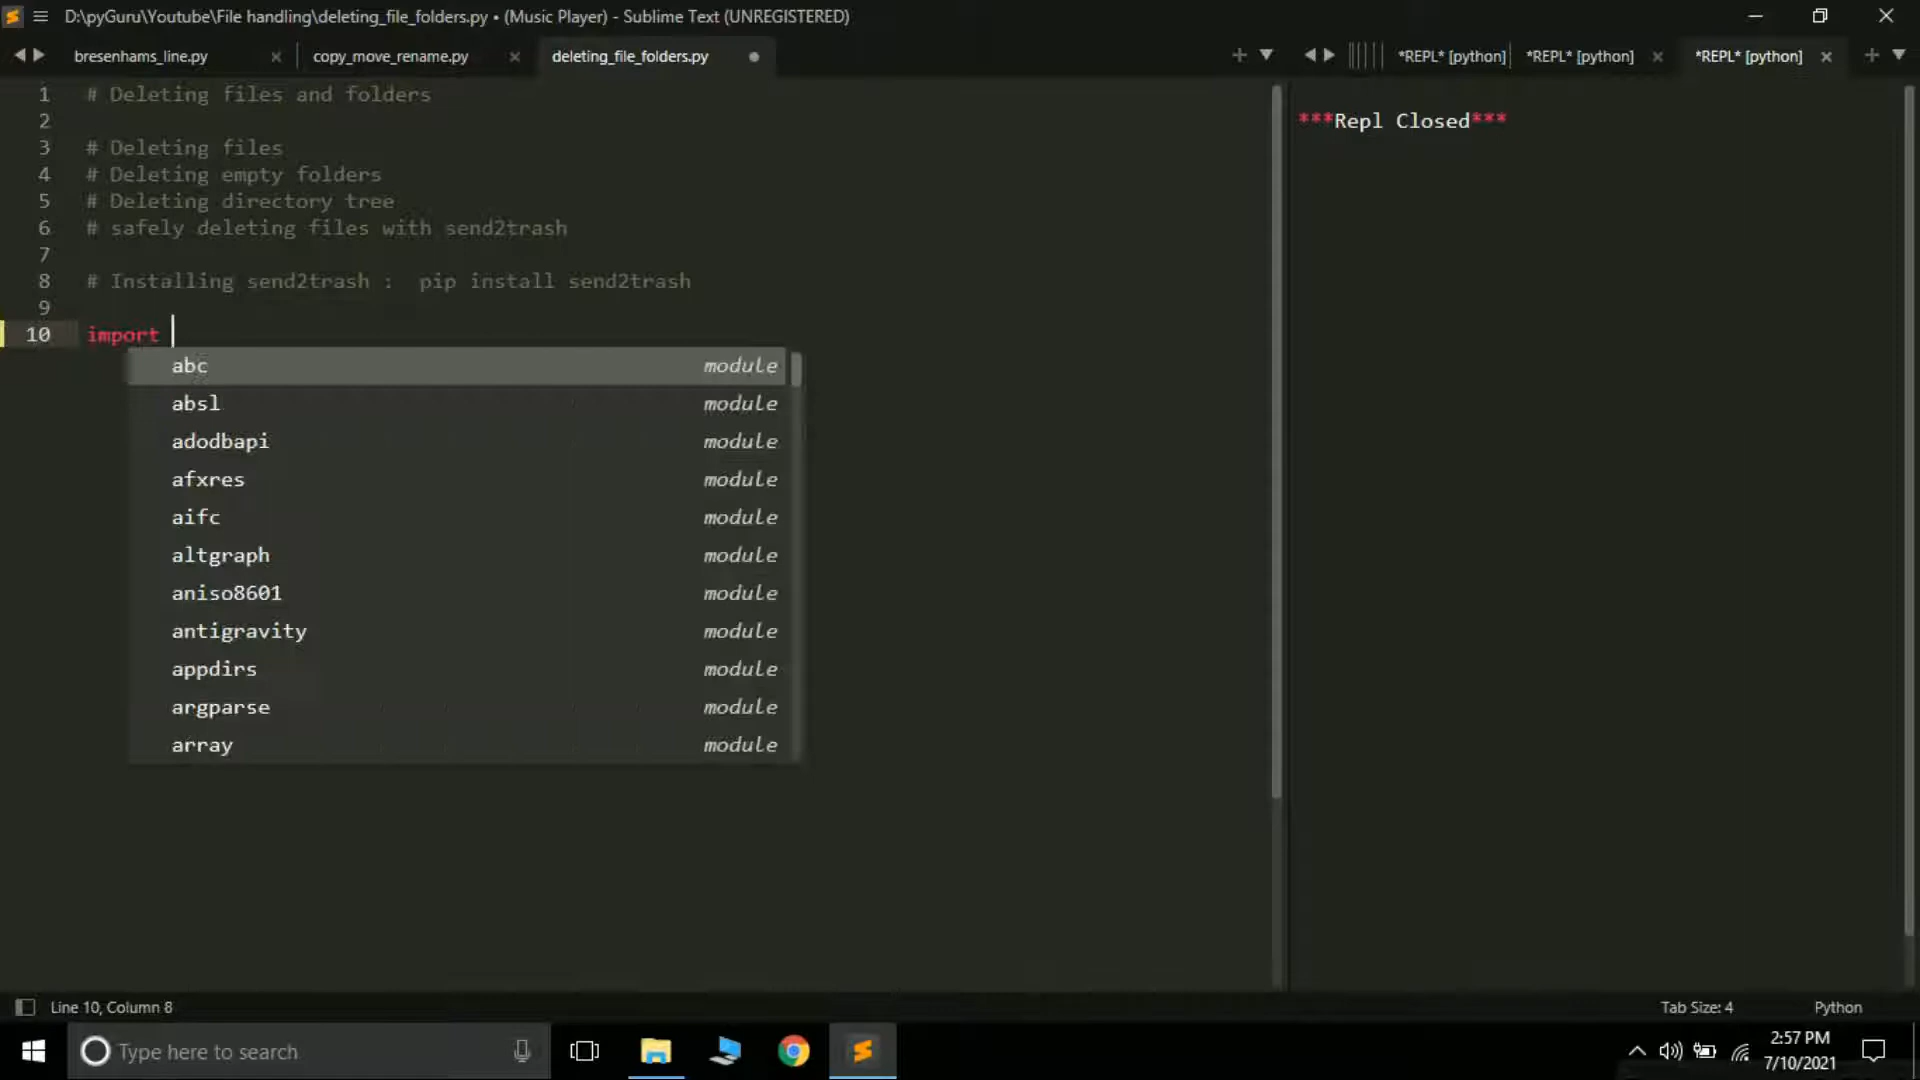 D:\pyGuru\Youtube\File handling\deleting_file_folders.py • (Music Player) - Sublime Text (UNREGISTERED)
bresenhams_line.py
copy_move_rename.py
deleting_file_folders.py
*REPL* [python]
*REPL* [python]
*REPL* [python]
1 # Deleting files and folders
2
3 # Deleting files
4 # Deleting empty folders
5 # Deleting directory tree
6 # safely deleting files with send2trash
7
8 # Installing send2trash :  pip install send2trash
9
10 import
abc module
absl module
adodbapi module
afxres module
aifc module
altgraph module
aniso8601 module
antigravity module
appdirs module
argparse module
array module
***Repl Closed***
Line 10, Column 8
Tab Size: 4
Python
Type here to search
2:57 PM
7/10/2021